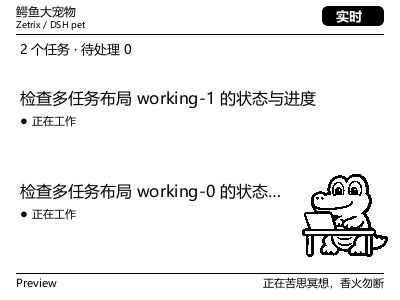 鳄鱼大宠物
Zetrix / DSH pet
实时
2 个任务 · 待处理 0
检查多任务布局 working-1 的状态与进度
● 正在工作
检查多任务布局 working-0 的状态...
● 正在工作
Preview
正在苦思冥想，香火勿断